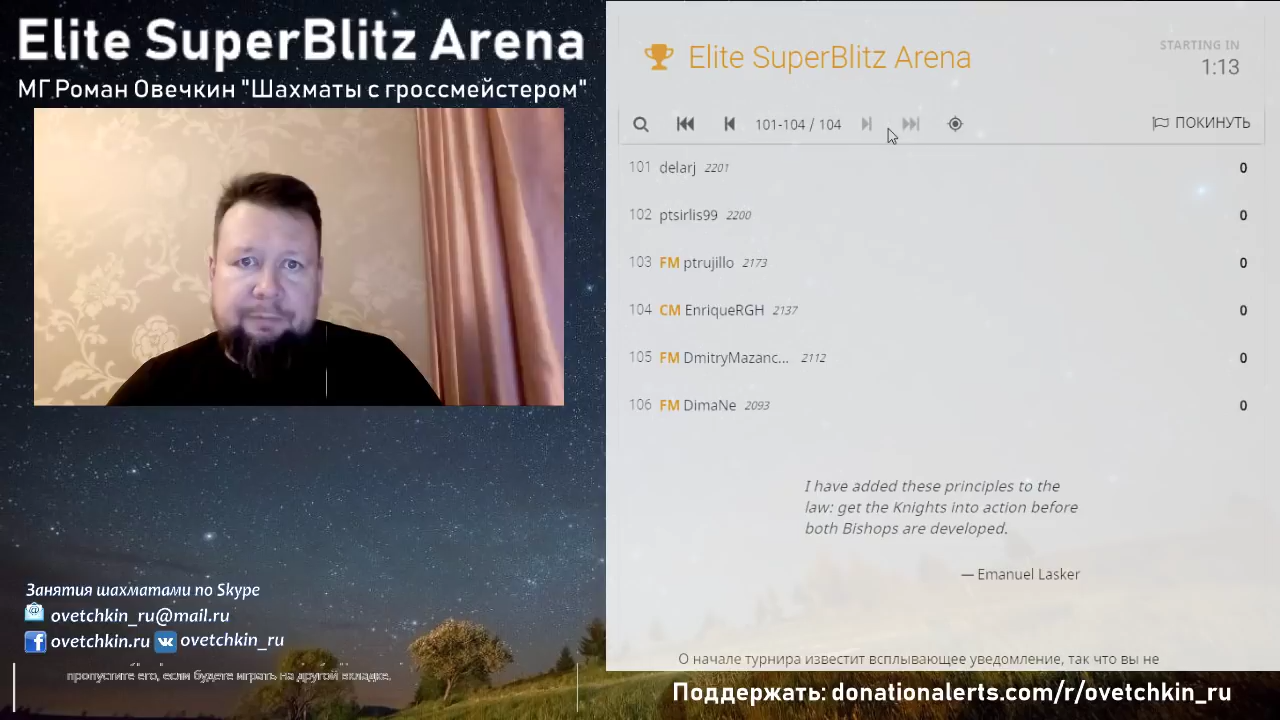 Elite SuperBlitz Arena
МГ Роман Овечкин "Шахматы с гроссмейстером"
Занятия шахматами по Skype
ovetchkin_ru@mail.ru
ovetchkin.ru ovetchkin_ru
пропустите его, если будете играть на другой вкладке.
Elite SuperBlitz Arena
STARTING IN
1:13
101-104 / 104
ПОКИНУТЬ
101 delarj 2201 0
102 ptsirlis99 2200 0
103 FM ptrujillo 2173 0
104 CM EnriqueRGH 2137 0
105 FM DmitryMazanc... 2112 0
106 FM DimaNe 2093 0
I have added these principles to the
law: get the Knights into action before
both Bishops are developed.
— Emanuel Lasker
О начале турнира известит всплывающее уведомление, так что вы не
Поддержать: donationalerts.com/r/ovetchkin_ru